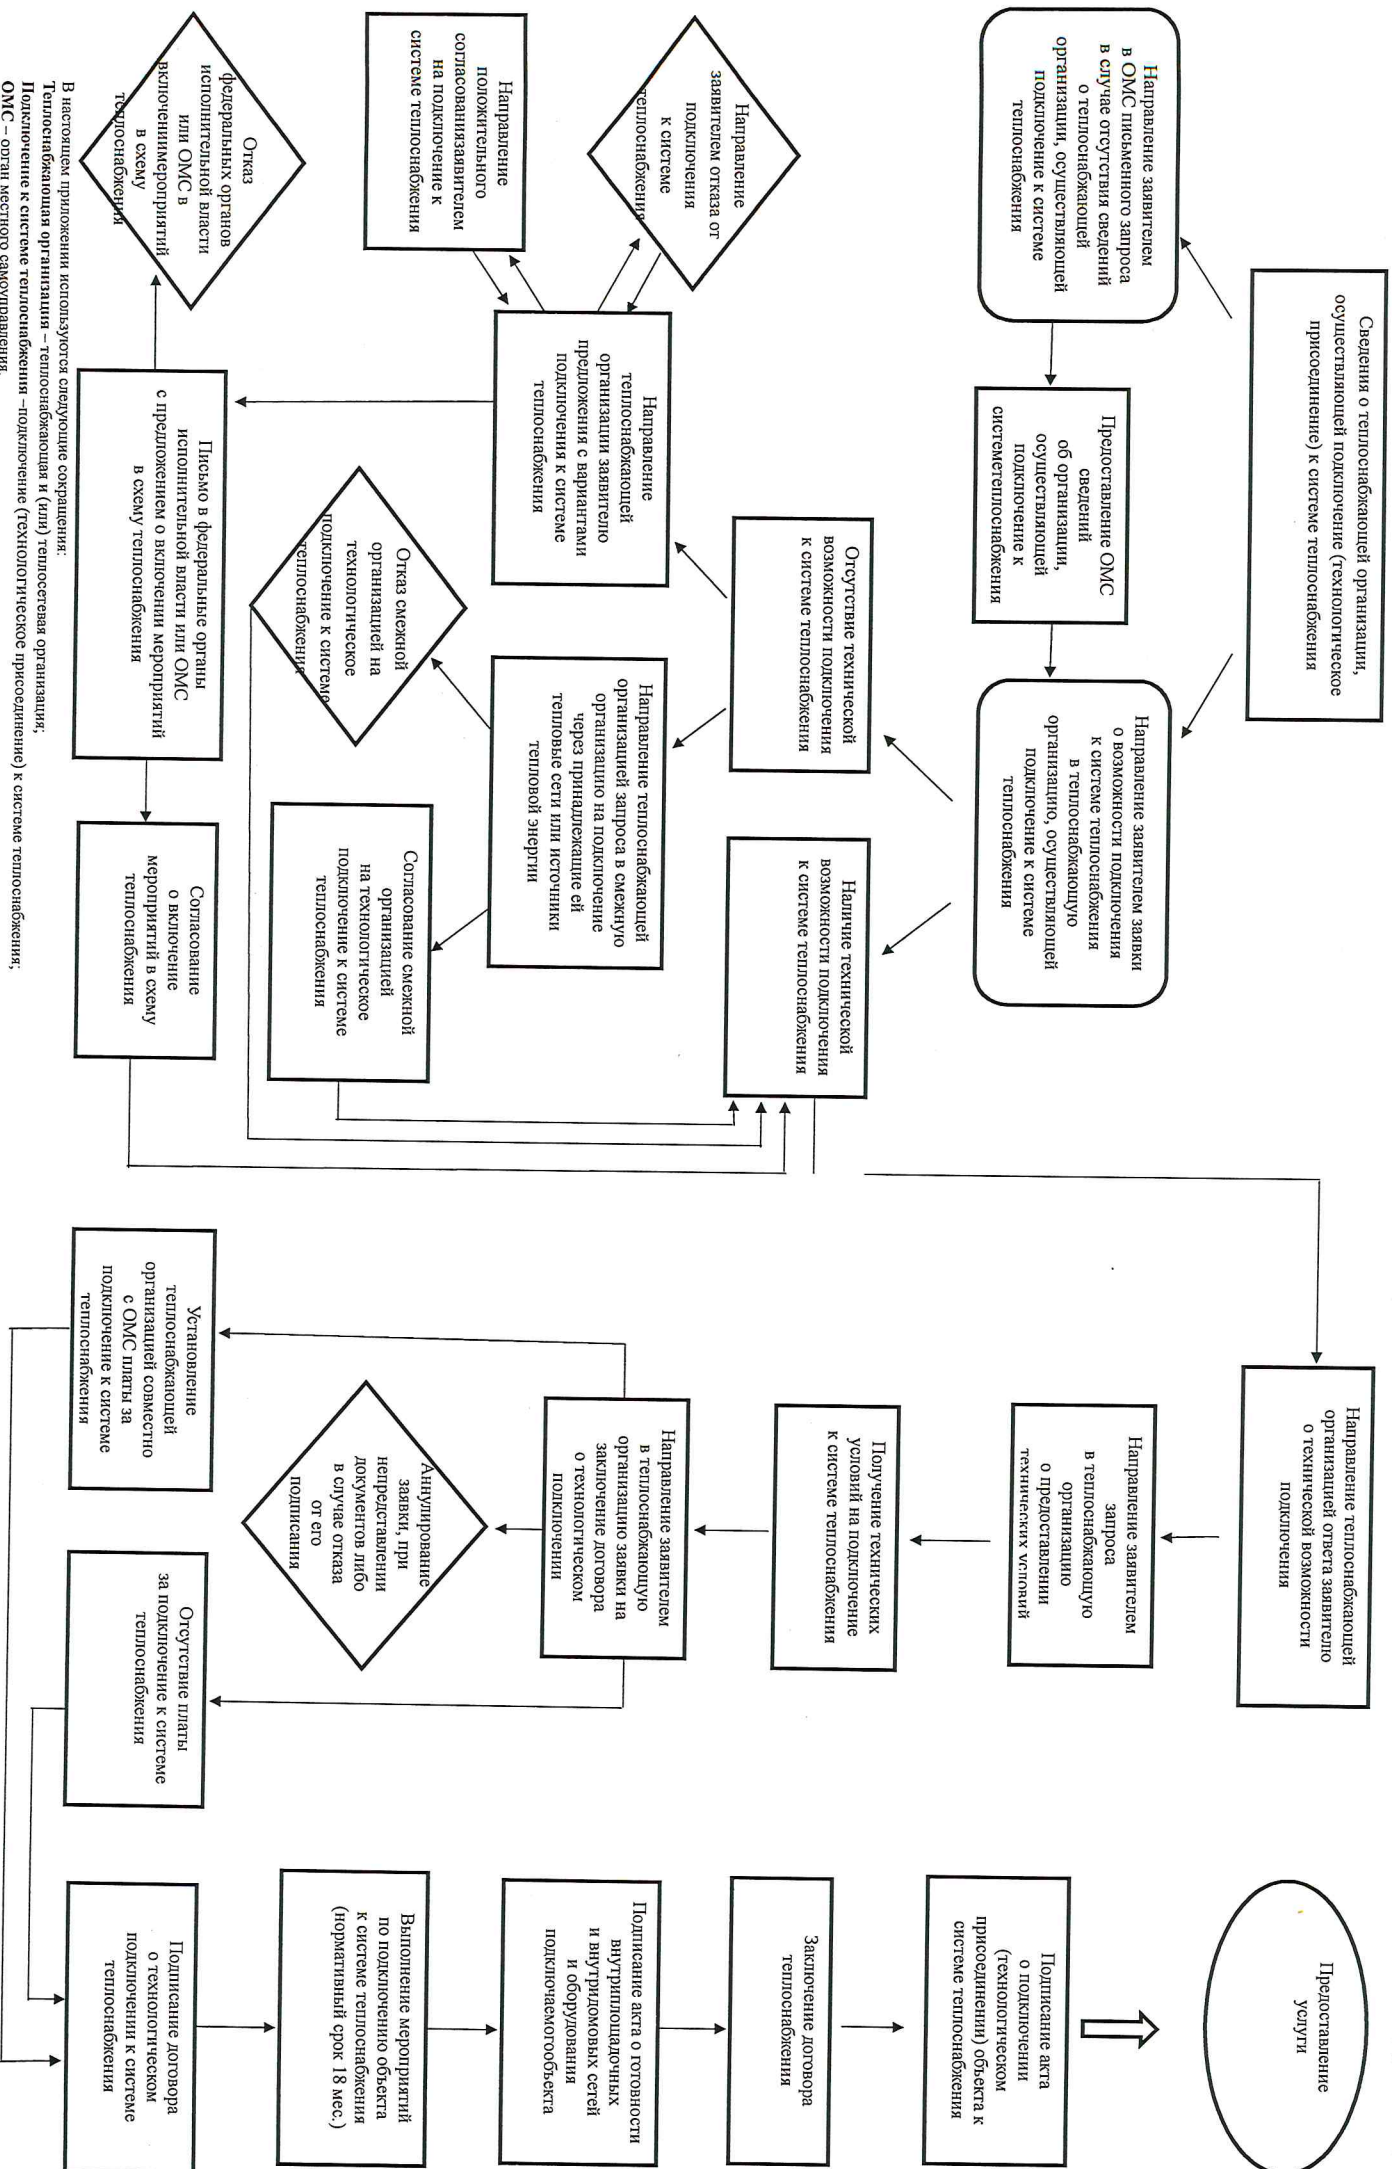 Сведения о теплоснабжающей организации,
осуществляющей подключение (технологическое
присоединение) к системе теплоснабжения
Направление заявителем
в ОМС письменного запроса
в случае отсутствия сведений
о теплоснабжающей
организации, осуществляющей
подключение к системе
теплоснабжения
Предоставление ОМС
сведений
об организации,
осуществляющей
подключение к
системетеплоснабжения
Направление заявителем заявки
о возможности подключения
к системе теплоснабжения
в теплоснабжающую
организацию, осуществляющей
подключение к системе
теплоснабжения
Отсутствие технической
возможности подключения
к системе теплоснабжения
Наличие технической
возможности подключения
к системе теплоснабжения
Направление
заявителем отказа от
подключения
к системе
теплоснабжения
Направление
теплоснабжающей
организации заявителю
предложения с вариантами
подключения к системе
теплоснабжения
Направление теплоснабжающей
организацией запроса в смежную
организацию на подключение
через принадлежащие ей
тепловые сети или источники
тепловой энергии
Направление
положительного
согласованиязаявителем
на подключение к
системе теплоснабжения
Отказ смежной
организацией на
технологическое
подключение к системе
теплоснабжения
Согласование смежной
организацией
на технологическое
подключение к системе
теплоснабжения
Отказ
федеральных органов
исполнительной власти
или ОМС в
включениимероприятий
в схему
теплоснабжения
Письмо в федеральные органы
исполнительной власти или ОМС
с предложением о включении мероприятий
в схему теплоснабжения
Согласование
о включение
мероприятий в схему
теплоснабжения
В настоящем приложении используются следующие сокращения:
Теплоснабжающая организация – теплоснабжающая и (или) теплосетевая организация;
Подключение к системе теплоснабжения –подключение (технологическое присоединение) к системе теплоснабжения;
ОМС – орган местного самоуправления.
Направление теплоснабжающей
организацией ответа заявителю
о технической возможности
подключения
Направление заявителем
запроса
в теплоснабжающую
организацию
о предоставлении
технических условий
Получение технических
условий на подключение
к системе теплоснабжения
Направление заявителем
в теплоснабжающую
организацию заявки на
заключение договора
о технологическом
подключении
Аннулирование
заявки, при
непредставлении
документов либо
в случае отказа
от его
подписания
Установление
теплоснабжающей
организацией совместно
с ОМС платы за
подключение к системе
теплоснабжения
Отсутствие платы
за подключение к системе
теплоснабжения
Предоставление
услуги
Подписание акта
о подключении
(технологическом
присоединении) объекта к
системе теплоснабжения
Заключение договора
теплоснабжения
Подписание акта о готовности
внутриплощадочных
и внутридомовых сетей
и оборудования
подключаемогообъекта
Выполнение мероприятий
по подключению объекта
к системе теплоснабжения
(нормативный срок 18 мес.)
Подписание договора
о технологическом
подключении к системе
теплоснабжения